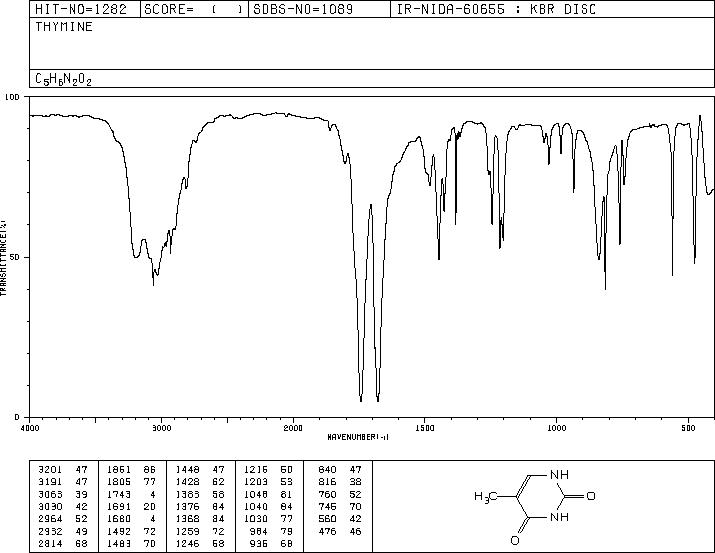 HIT-NO=1282 SCORE= ( ) SDBS-NO=1089 IR-NIDA-60655 : KBR DISC
THYMINE
C5H6N2O2
100
50
0
TRANSMITTANCE(%)
4000 3000 2000 1500 1000 500
WAVENUMBER(-1)
3201 47 1861 86 1448 47 1216 50 840 47
3191 47 1805 77 1428 62 1203 53 816 38
3063 39 1743 4 1383 58 1048 81 760 52
3030 42 1691 20 1376 84 1040 84 745 70
2964 52 1680 4 1368 84 1030 77 560 42
2932 49 1492 72 1259 72 984 79 476 46
2814 68 1483 70 1246 58 935 68
NH
H3C
O
NH
O